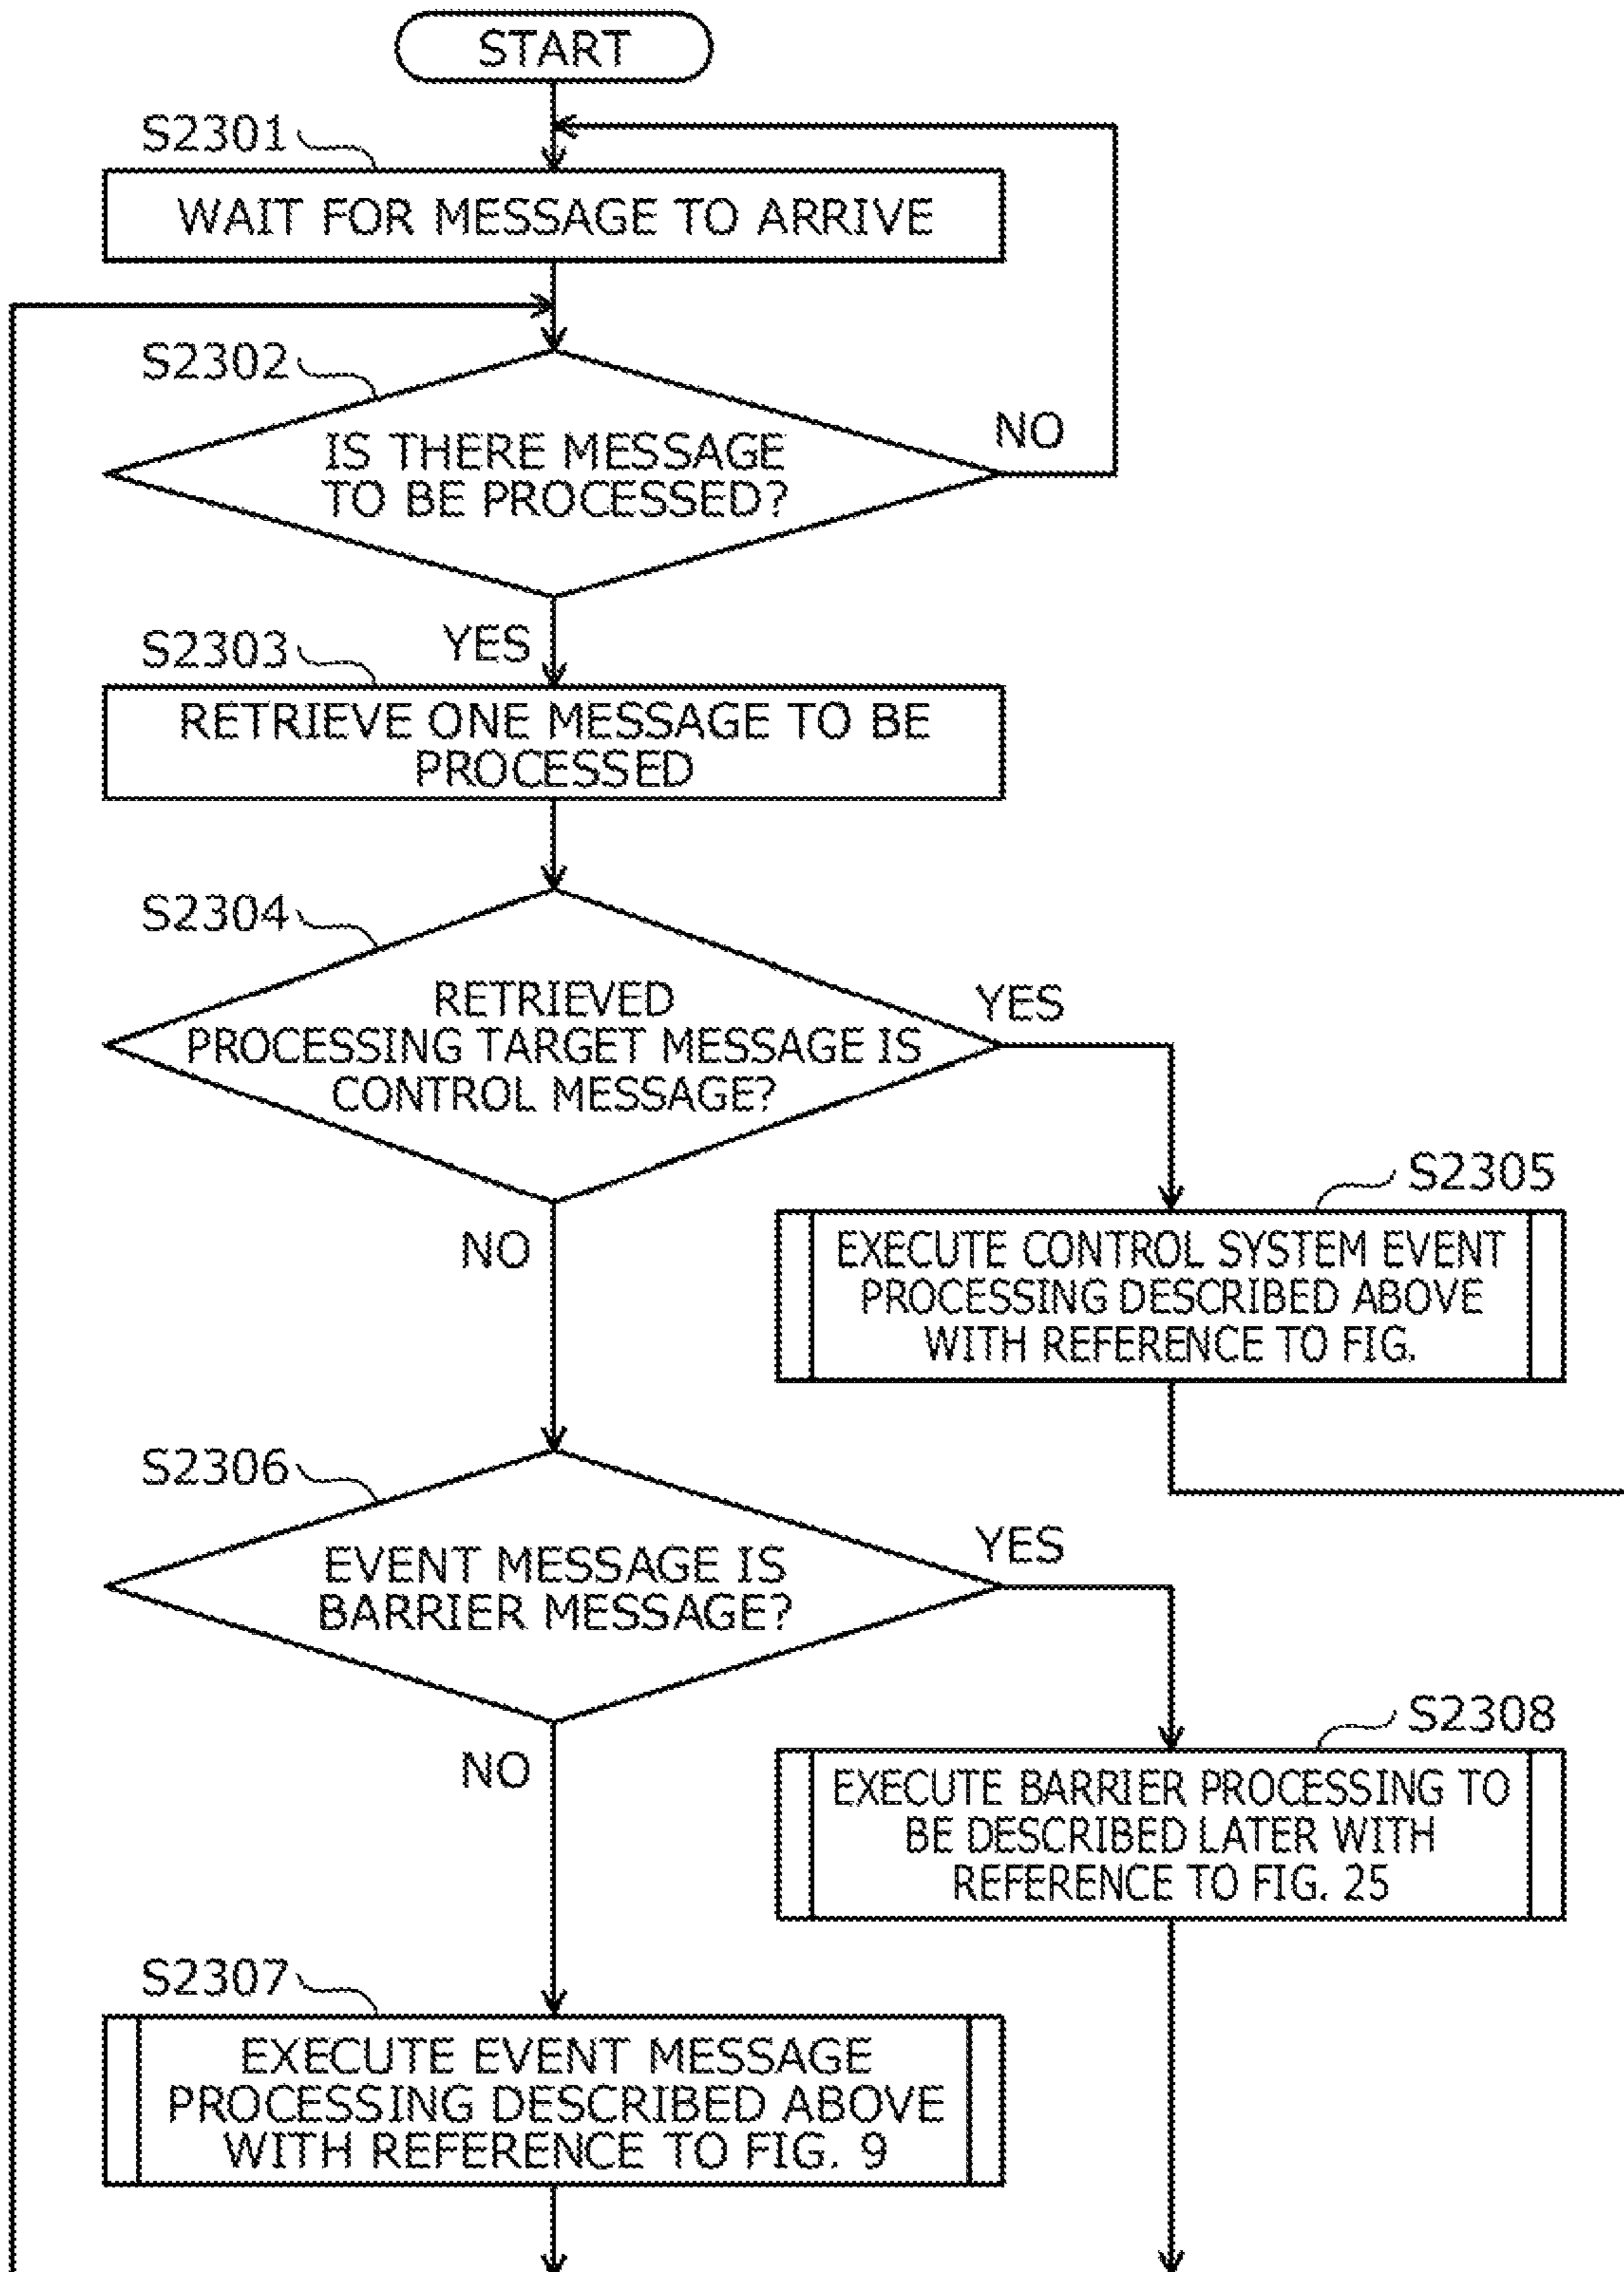 START
S2301
WAIT FOR MESSAGE TO ARRIVE
S2302
IS THERE MESSAGE
TO BE PROCESSED?
NO
YES
S2303
RETRIEVE ONE MESSAGE TO BE
PROCESSED
S2304
RETRIEVED
PROCESSING TARGET MESSAGE IS
CONTROL MESSAGE?
YES
NO
S2305
EXECUTE CONTROL SYSTEM EVENT
PROCESSING DESCRIBED ABOVE
WITH REFERENCE TO FIG.
S2306
EVENT MESSAGE IS
BARRIER MESSAGE?
YES
NO
S2308
EXECUTE BARRIER PROCESSING TO
BE DESCRIBED LATER WITH
REFERENCE TO FIG. 25
S2307
EXECUTE EVENT MESSAGE
PROCESSING DESCRIBED ABOVE
WITH REFERENCE TO FIG. 9